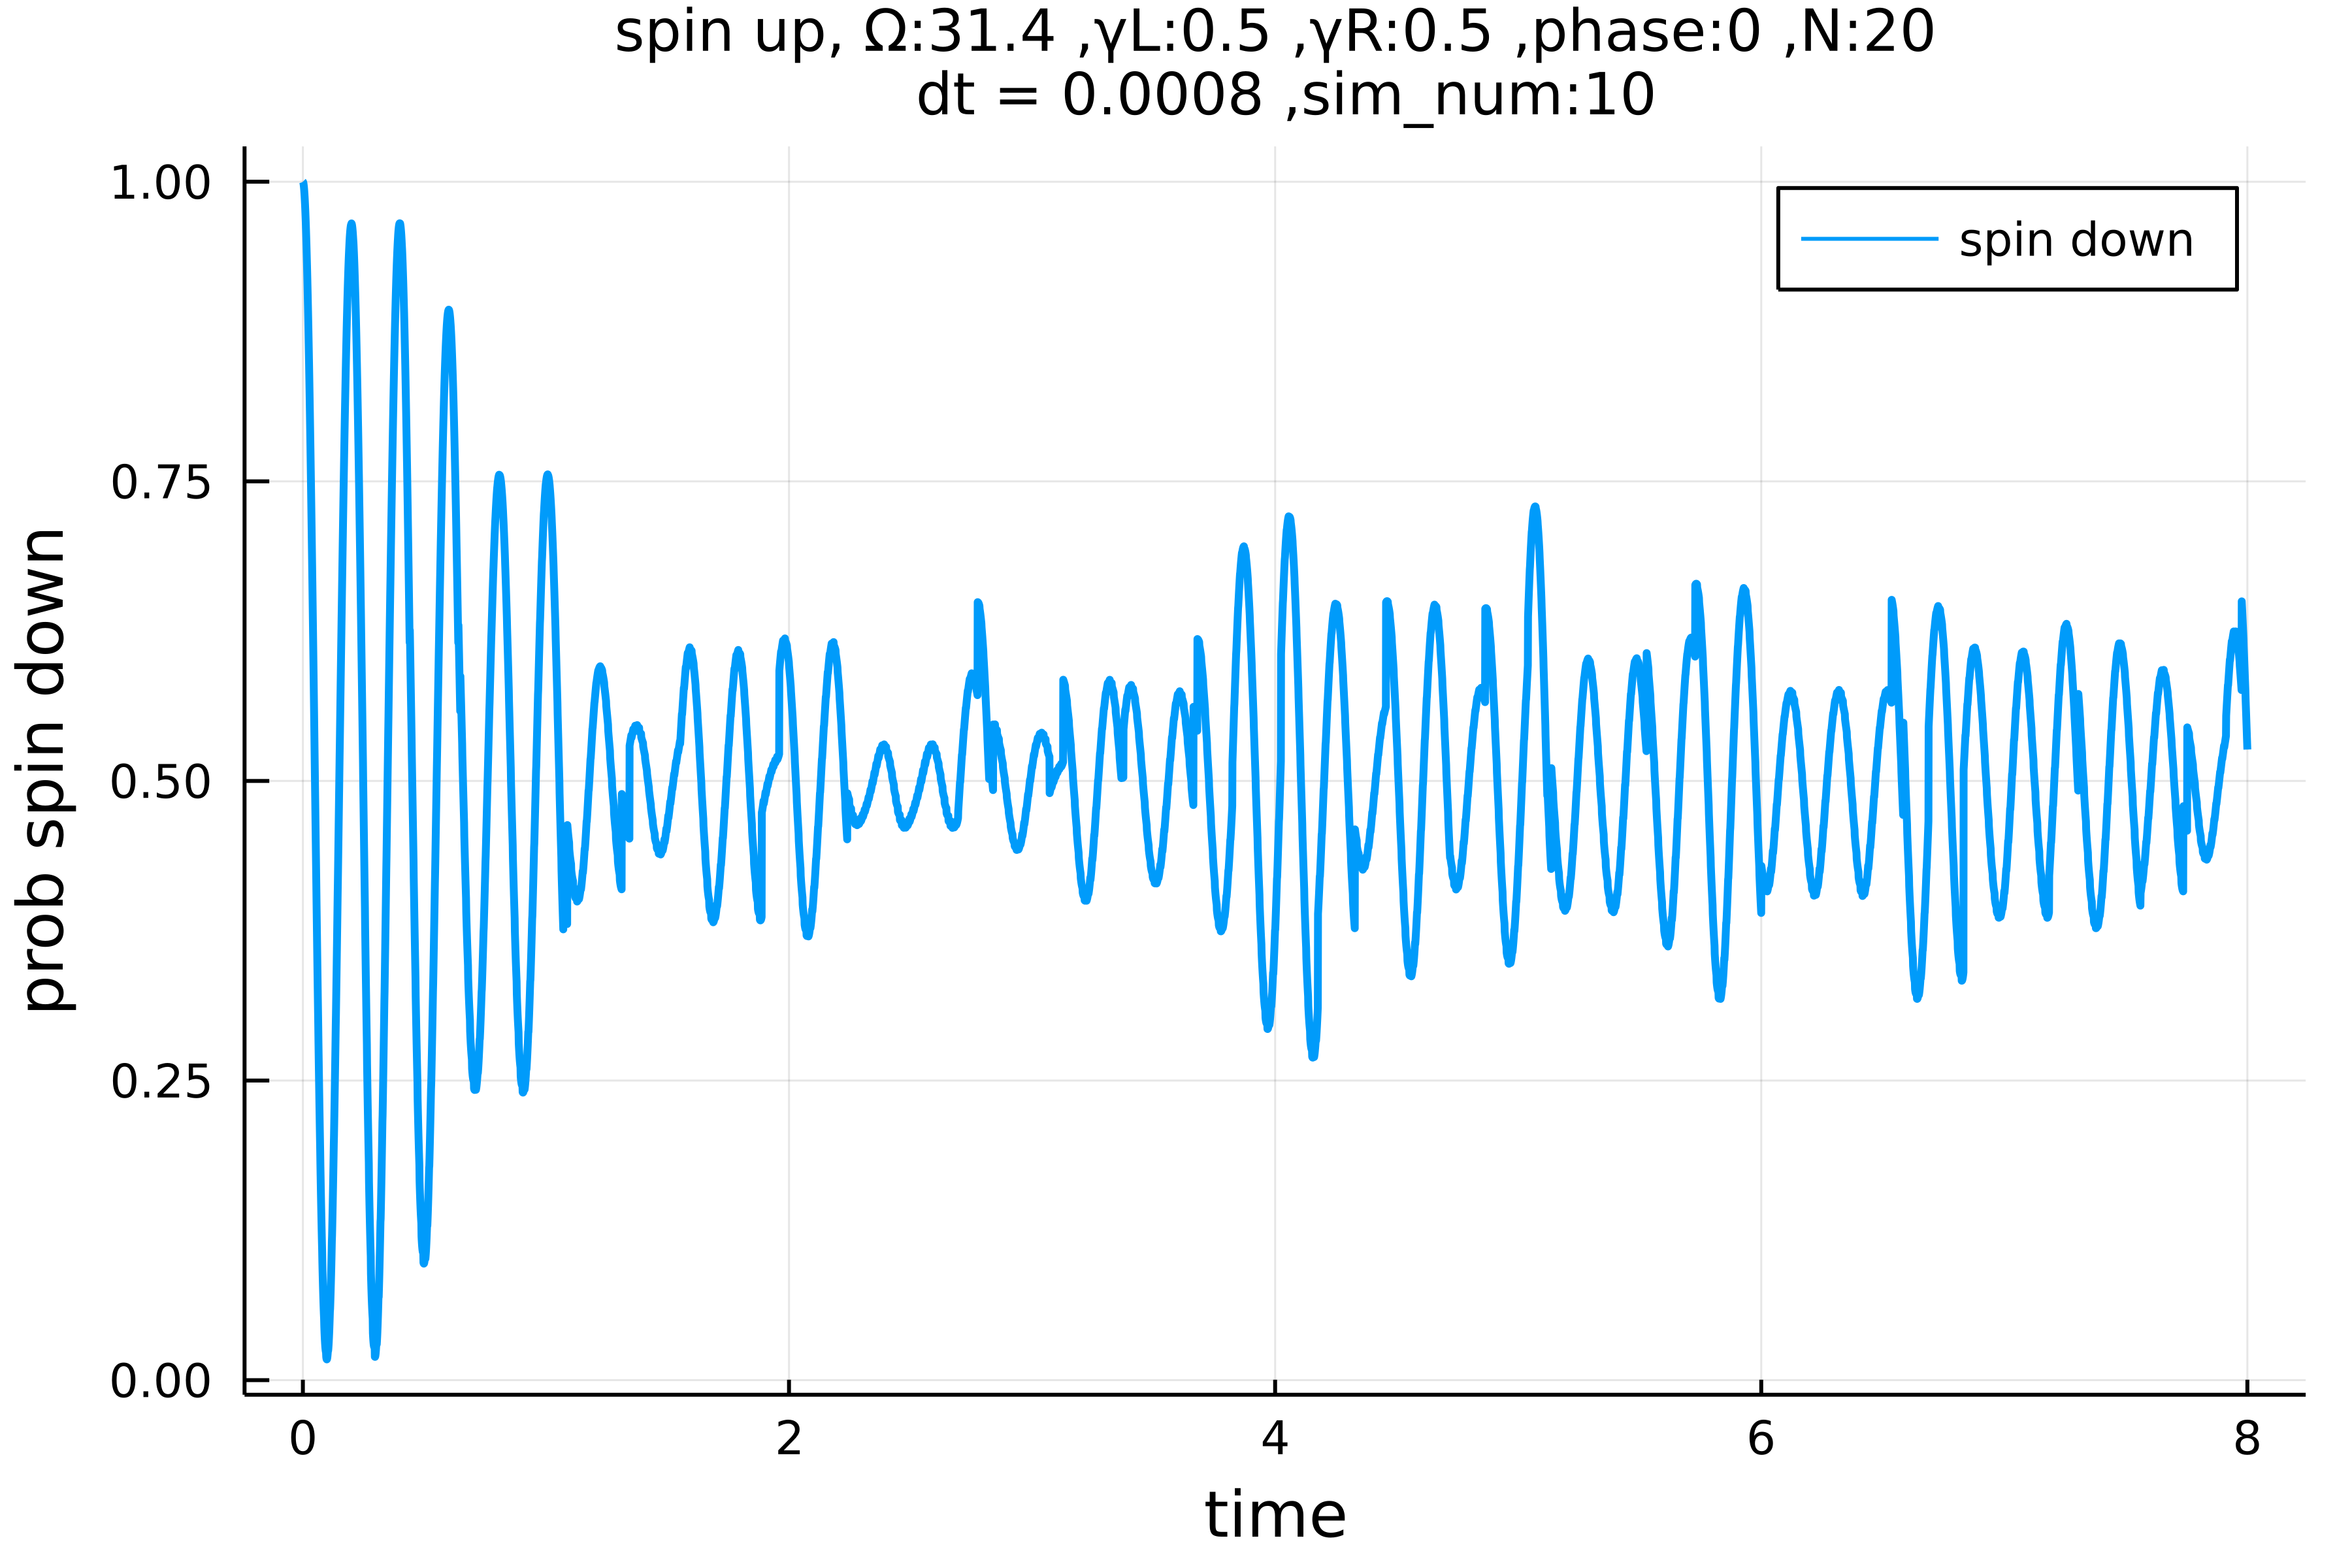 spin up, Ω:31.4 ,γL:0.5 ,γR:0.5 ,phase:0 ,N:20
dt = 0.0008 ,sim_num:10
1.00
0.75
0.50
0.25
0.00
prob spin down
spin down
0 2 4 6 8
time